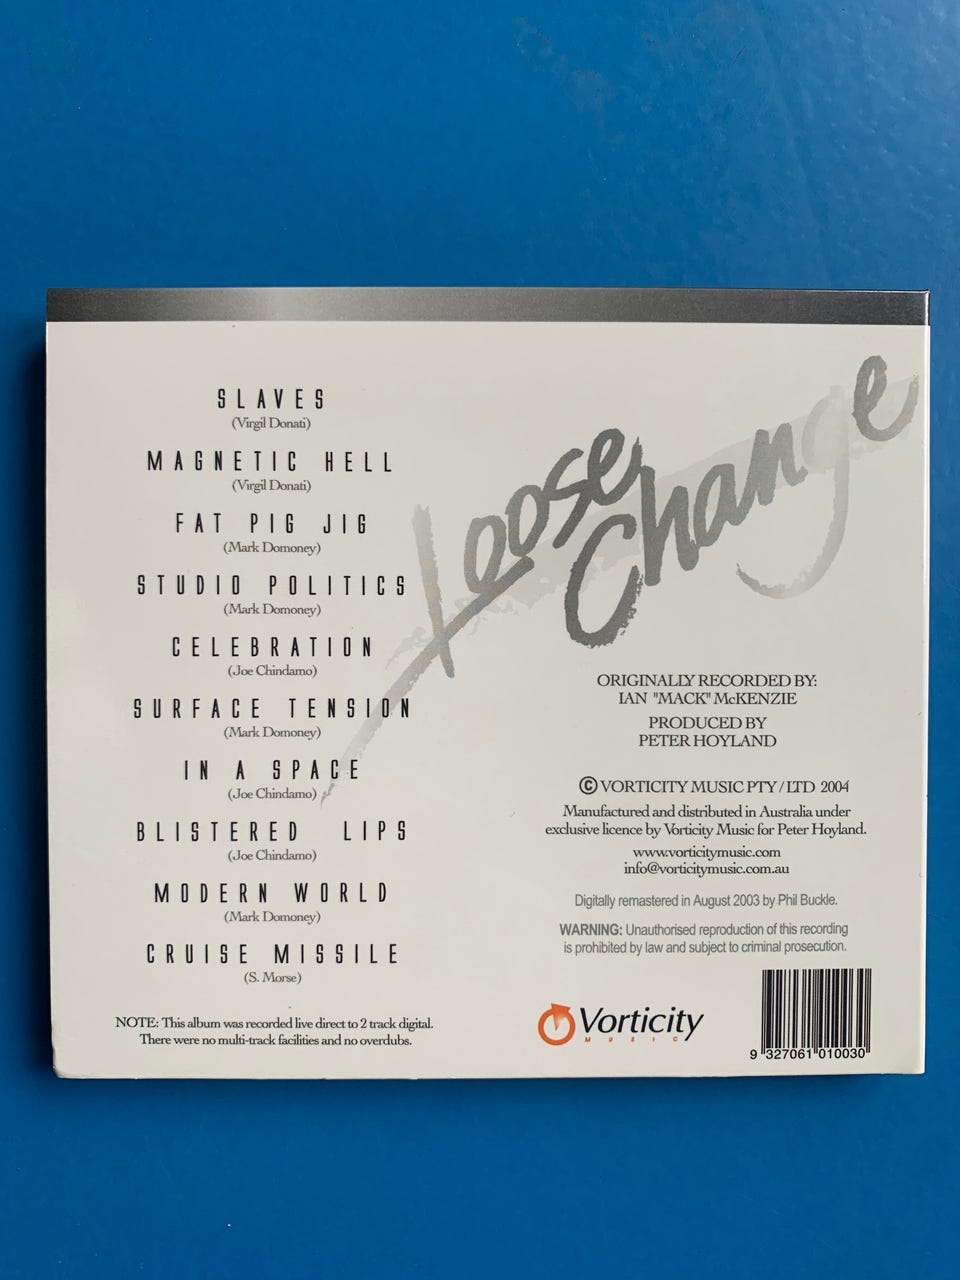 SLAVES
(Virgil Donati)
MAGNETIC HELL
(Virgil Donati)
FAT PIG JIG
(Mark Domoney)
STUDIO POLITICS
(Mark Domoney)
CELEBRATION
(Joe Chindamo)
SURFACE TENSION
(Mark Domoney)
IN A SPACE
(Joe Chindamo)
BLISTERED LIPS
(Joe Chindamo)
MODERN WORLD
(Mark Domoney)
CRUISE MISSILE
(S. Morse)
NOTE: This album was recorded live direct to 2 track digital.
There were no multi-track facilities and no overdubs.
Loose
Change
ORIGINALLY RECORDED BY:
IAN "MACK" McKENZIE
PRODUCED BY
PETER HOYLAND
© VORTICITY MUSIC PTY / LTD 2004
Manufactured and distributed in Australia under
exclusive licence by Vorticity Music for Peter Hoyland.
www.vorticitymusic.com
info@vorticitymusic.com.au
Digitally remastered in August 2003 by Phil Buckle.
WARNING: Unauthorised reproduction of this recording
is prohibited by law and subject to criminal prosecution.
Vorticity
MUSIC
9 327061 010030